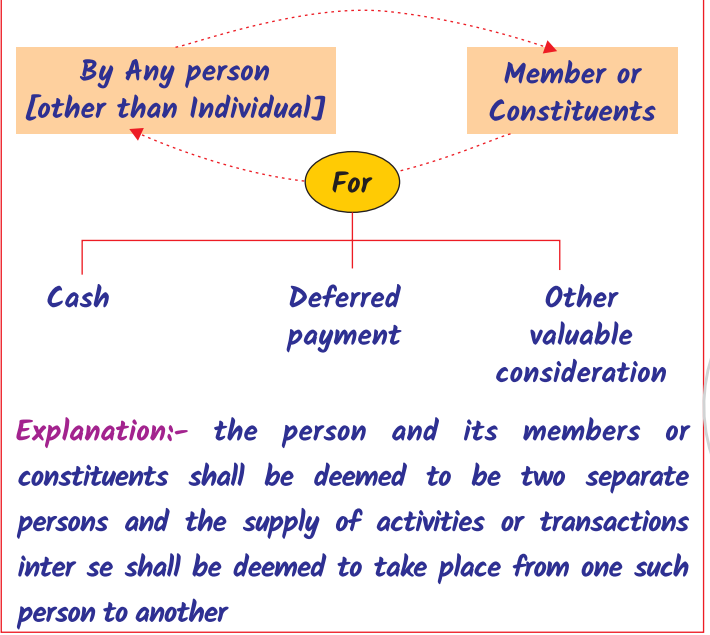 By Any person
[other than Individual]
Member or
Constituents
For
Cash
Deferred
payment
Other
valuable
consideration
Explanation:- the person and its members or
constituents shall be deemed to be two separate
persons and the supply of activities or transactions
inter se shall be deemed to take place from one such
person to another